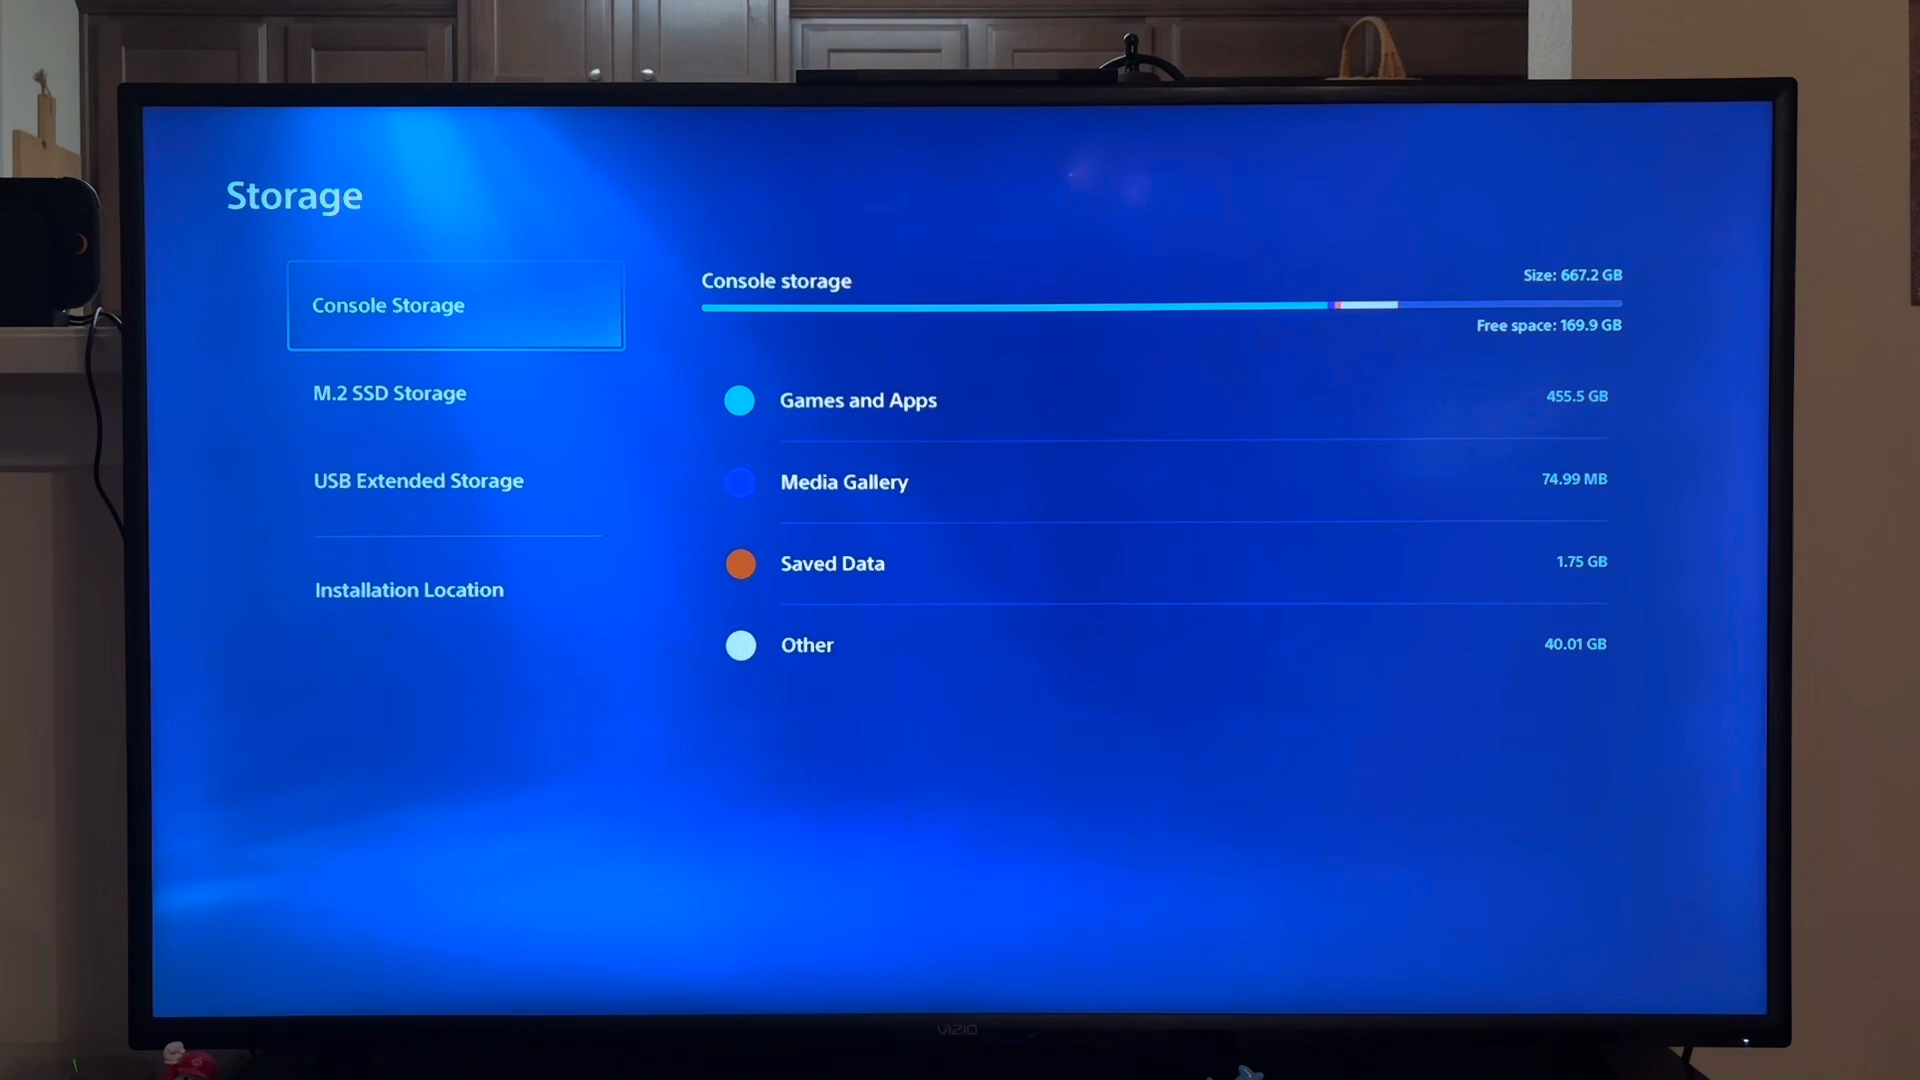 Storage
Console Storage
M.2 SSD Storage
USB Extended Storage
Installation Location
Console storage
Size: 667.2 GB
Free space: 169.9 GB
Games and Apps
455.5 GB
Media Gallery
74.99 MB
Saved Data
1.75 GB
Other
40.01 GB
VIZIO